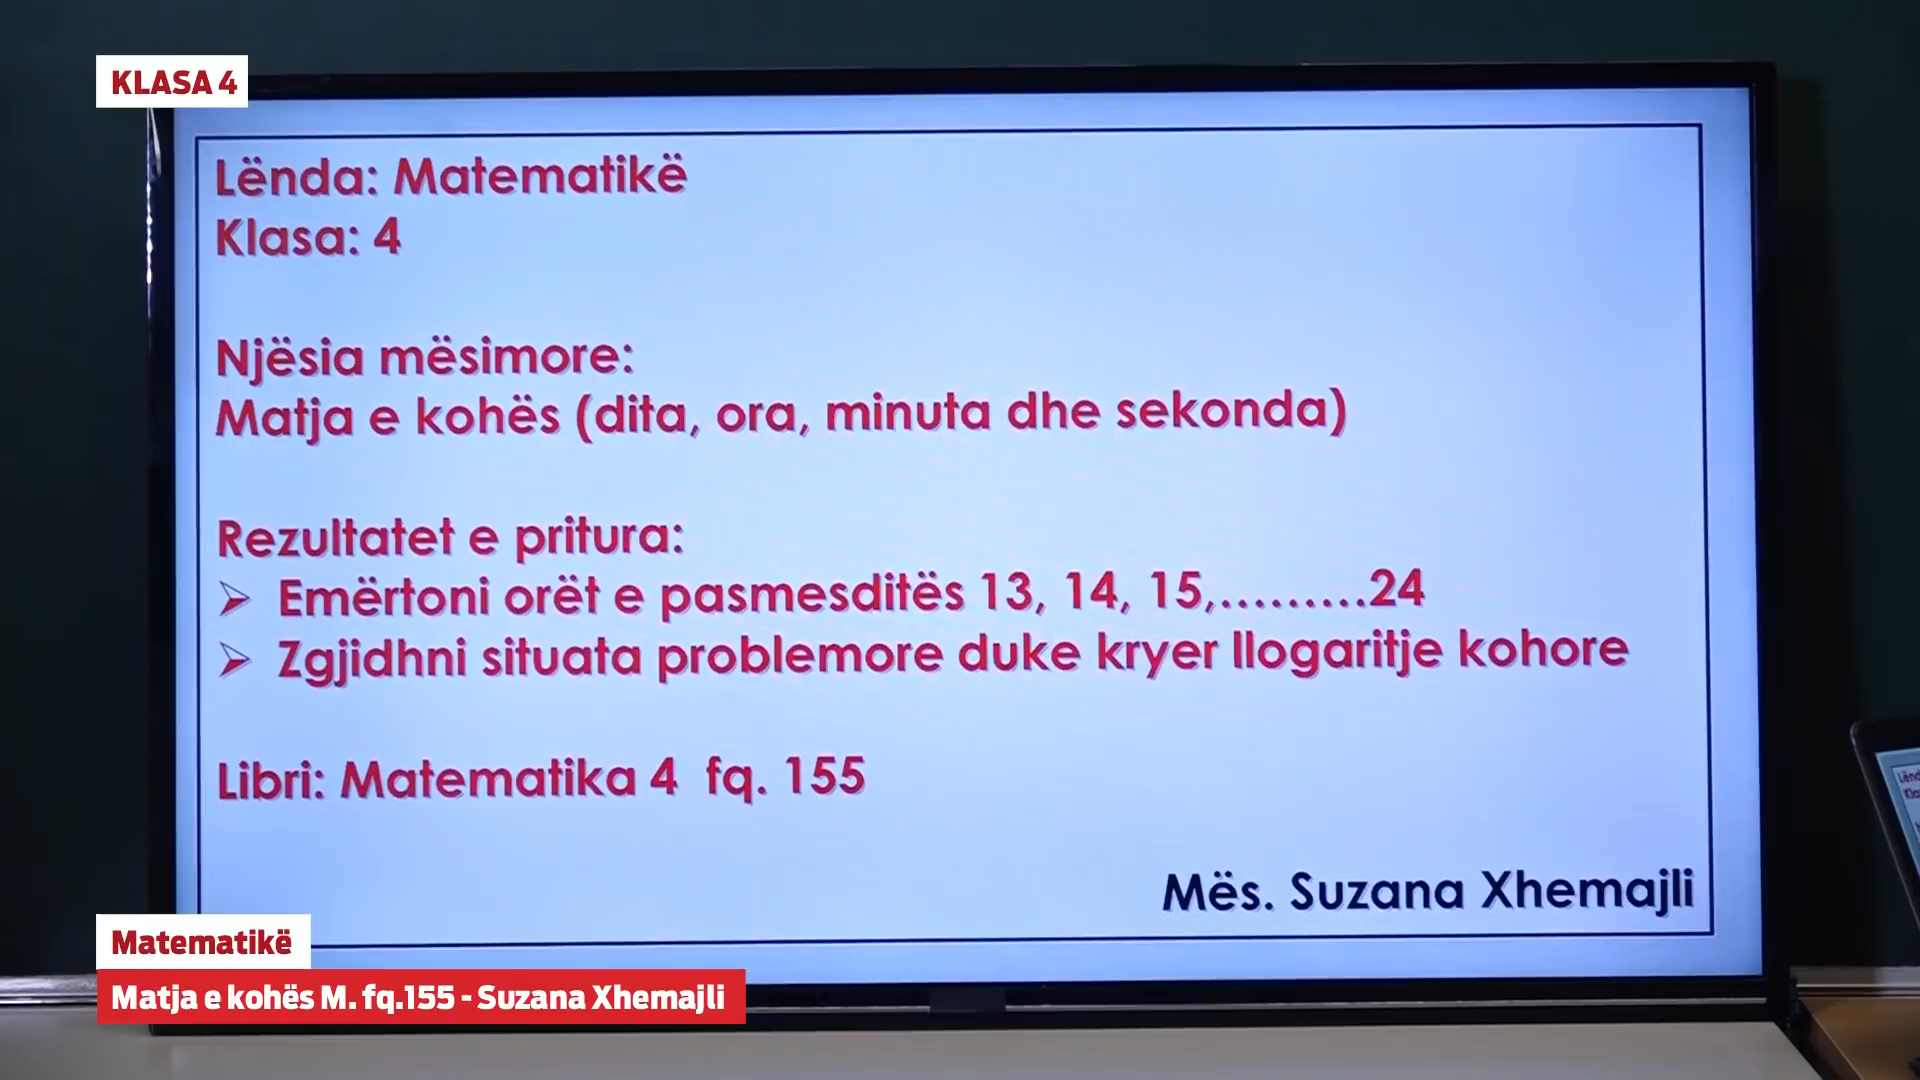 KLASA 4
Lënda: Matematikë
Klasa: 4
Njësia mësimore:
Matja e kohës (dita, ora, minuta dhe sekonda)
Rezultatet e pritura:
➢ Emërtoni orët e pasmesditës 13, 14, 15,.........24
➢ Zgjidhni situata problemore duke kryer llogaritje kohore
Libri: Matematika 4 fq. 155
Mës. Suzana Xhemajli
Matematikë
Matja e kohës M. fq.155 - Suzana Xhemajli